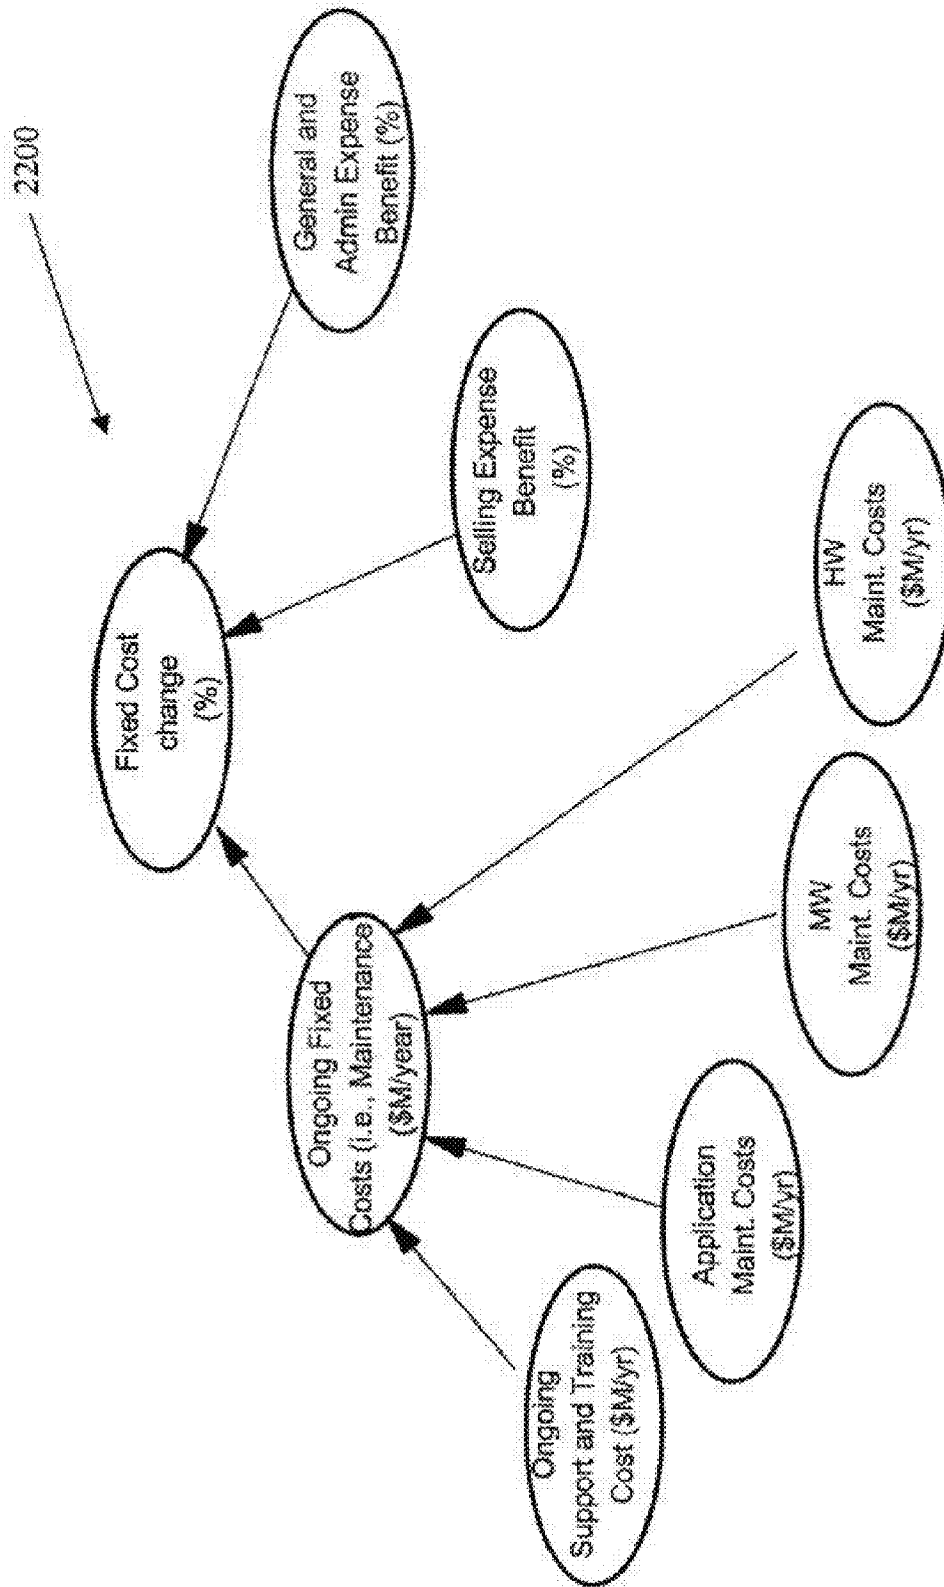 2200
Fixed Cost
change
(%)
General and
Admin Expense
Benefit (%)
Selling Expense
Benefit
(%)
Ongoing Fixed
Costs (i.e., Maintenance
($M/year)
Ongoing
Support and Training
Cost ($M/yr)
Application
Maint. Costs
($M/yr)
MW
Maint. Costs
($M/yr)
HW
Maint. Costs
($M/yr)